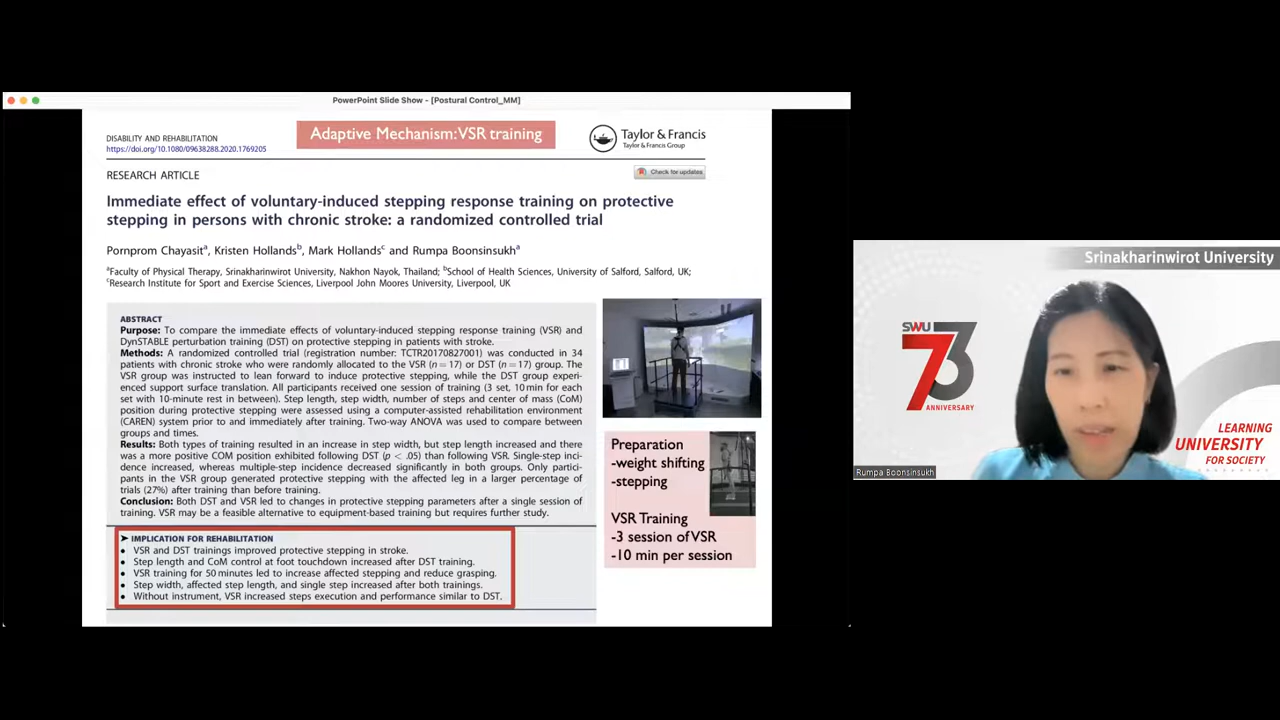 PowerPoint Slide Show - [Postural Control_MM]
DISABILITY AND REHABILITATION
https://doi.org/10.1080/09638288.2020.1769205
Adaptive Mechanism: VSR training
Taylor & Francis
Taylor & Francis Group
RESEARCH ARTICLE
Check for updates
Immediate effect of voluntary-induced stepping response training on protective
stepping in persons with chronic stroke: a randomized controlled trial
Pornprom Chayasitᵃ, Kristen Hollandsᵇ, Mark Hollandsᶜ and Rumpa Boonsinsukhᵃ
ᵃFaculty of Physical Therapy, Srinakharinwirot University, Nakhon Nayok, Thailand; ᵇSchool of Health Sciences, University of Salford, Salford, UK;
ᶜResearch Institute for Sport and Exercise Sciences, Liverpool John Moores University, Liverpool, UK
ABSTRACT
Purpose: To compare the immediate effects of voluntary-induced stepping response training (VSR) and
DynSTABLE perturbation training (DST) on protective stepping in patients with stroke.
Methods: A randomized controlled trial (registration number: TCTR20170827001) was conducted in 34
patients with chronic stroke who were randomly allocated to the VSR (n = 17) or DST (n = 17) group. The
VSR group was instructed to lean forward to induce protective stepping, while the DST group experi-
enced support surface translation. All participants received one session of training (3 set, 10 min for each
set with 10-minute rest in between). Step length, step width, number of steps and center of mass (CoM)
position during protective stepping were assessed using a computer-assisted rehabilitation environment
(CAREN) system prior to and immediately after training. Two-way ANOVA was used to compare between
groups and times.
Results: Both types of training resulted in an increase in step width, but step length increased and there
was a more positive COM position exhibited following DST (p < .05) than following VSR. Single-step inci-
dence increased, whereas multiple-step incidence decreased significantly in both groups. Only partici-
pants in the VSR group generated protective stepping with the affected leg in a larger percentage of
trials (27%) after training than before training.
Conclusion: Both DST and VSR led to changes in protective stepping parameters after a single session of
training. VSR may be a feasible alternative to equipment-based training but requires further study.
➤ IMPLICATION FOR REHABILITATION
• VSR and DST trainings improved protective stepping in stroke.
• Step length and CoM control at foot touchdown increased after DST training.
• VSR training for 50 minutes led to increase affected stepping and reduce grasping.
• Step width, affected step length, and single step increased after both trainings.
• Without instrument, VSR increased steps execution and performance similar to DST.
Preparation
-weight shifting
-stepping
VSR Training
-3 session of VSR
-10 min per session
Srinakharinwirot University
SWU
73
ANNIVERSARY
LEARNING
UNIVERSITY
FOR SOCIETY
Rumpa Boonsinsukh